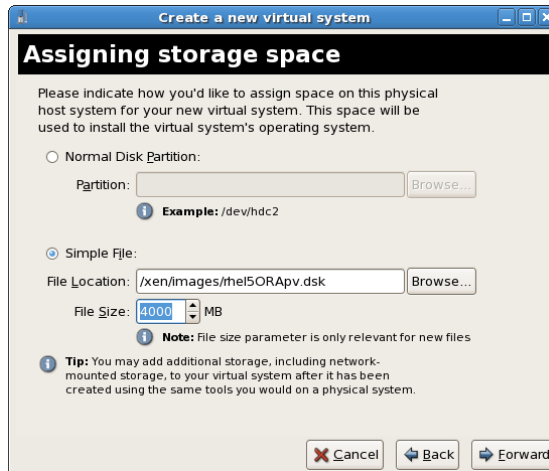 Create a new virtual system
Assigning storage space
Please indicate how you'd like to assign space on this physical
host system for your new virtual system. This space will
be used to install the virtual system's operating system.
Normal Disk Partition:
Partition: Browse...
Example: /dev/hdc2
Simple File:
File Location: /xen/images/rhel5ORApv.dsk Browse...
File Size: 4000 MB
Note: File size parameter is only relevant for new files
Tip: You may add additional storage, including network-
mounted storage, to your virtual system after it has been
created using the same tools you would on a physical system.
Cancel Back Forward